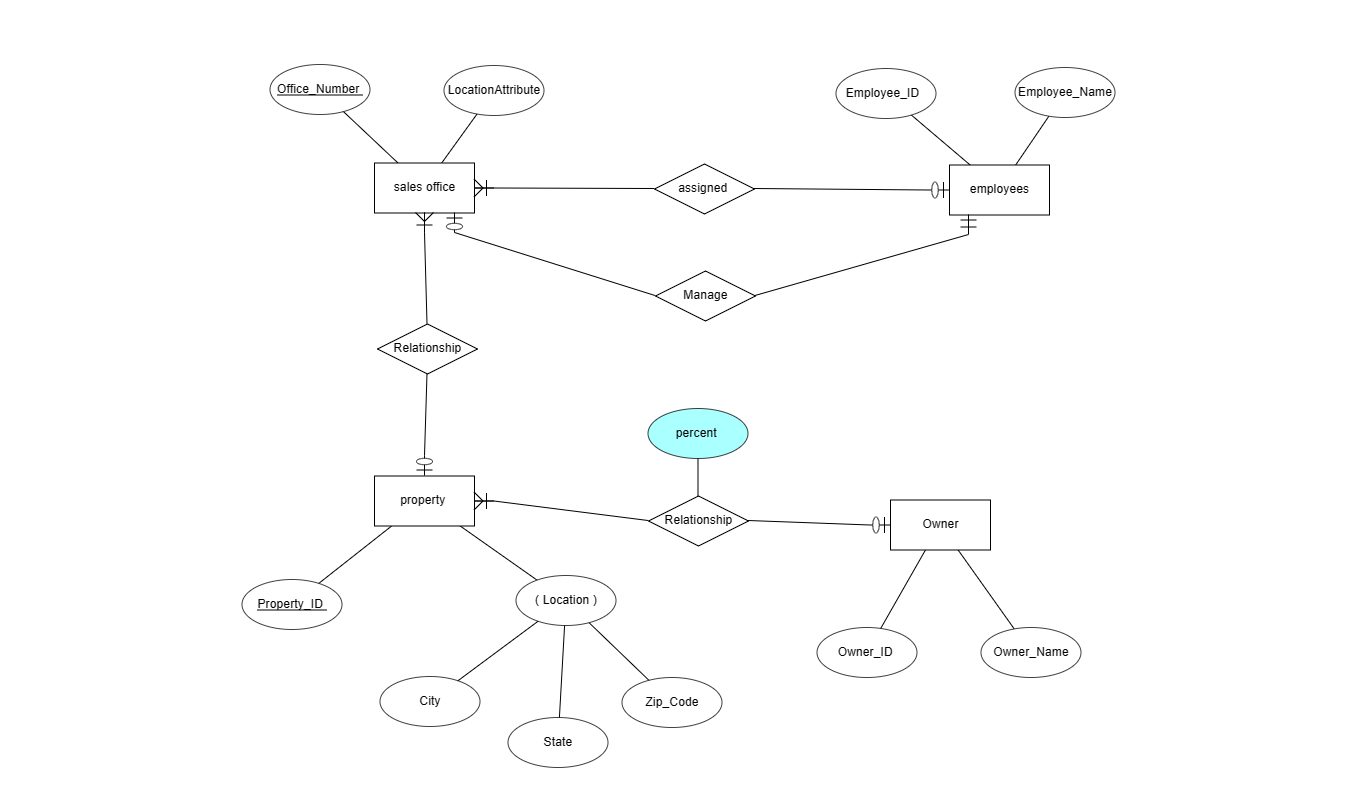 Office_Number
LocationAttribute
Employee_ID
Employee_Name
sales office
assigned
employees
Manage
Relationship
percent
property
Relationship
Owner
Property_ID
( Location )
Owner_ID
Owner_Name
City
State
Zip_Code